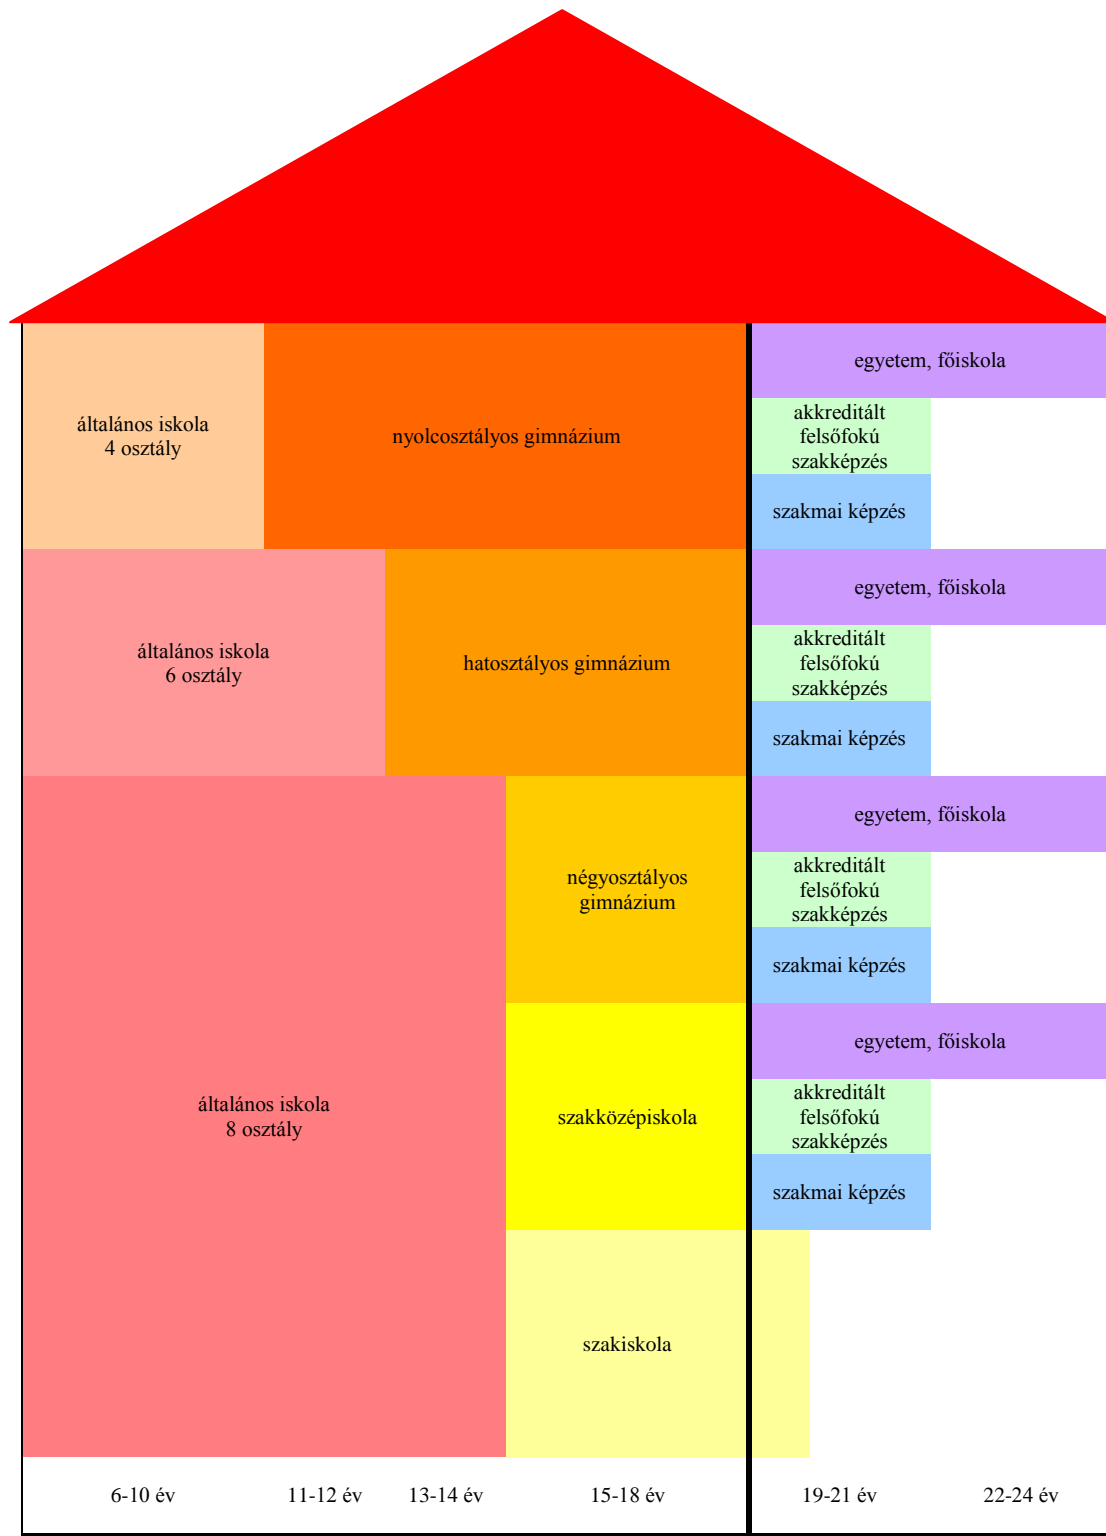 általános iskola
4 osztály
nyolcosztályos gimnázium
egyetem, főiskola
akkreditált
felsőfokú
szakképzés
szakmai képzés
általános iskola
6 osztály
hatosztályos gimnázium
egyetem, főiskola
akkreditált
felsőfokú
szakképzés
szakmai képzés
általános iskola
8 osztály
négyosztályos
gimnázium
egyetem, főiskola
akkreditált
felsőfokú
szakképzés
szakmai képzés
szakközépiskola
egyetem, főiskola
akkreditált
felsőfokú
szakképzés
szakmai képzés
szakiskola
6-10 év 11-12 év 13-14 év 15-18 év 19-21 év 22-24 év